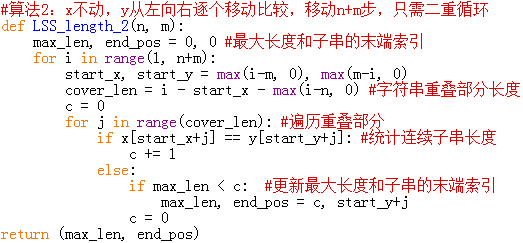 #算法2：x不动，y从左向右逐个移动比较，移动n+m步，只需二重循环
def LSS_length_2(n, m):
    max_len, end_pos = 0, 0 #最大长度和子串的末端索引
    for i in range(1, n+m):
        start_x, start_y = max(i-m, 0), max(m-i, 0)
        cover_len = i - start_x - max(i-n, 0) #字符串重叠部分长度
        c = 0
        for j in range(cover_len): #遍历重叠部分
            if x[start_x+j] == y[start_y+j]: #统计连续子串长度
                c += 1
            else:
                if max_len < c:  #更新最大长度和子串的末端索引
                    max_len, end_pos = c, start_y+j
                c = 0
return (max_len, end_pos)